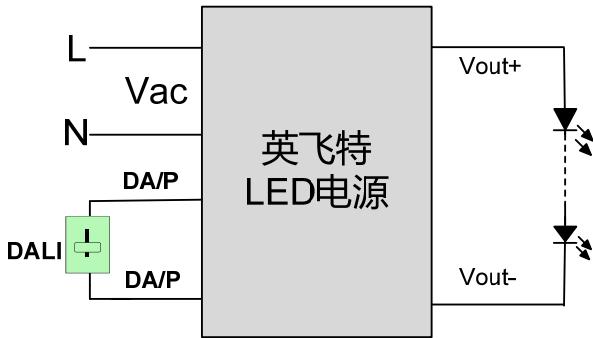 L
Vac
N
DA/P
DALI
DA/P
英飞特
LED电源
Vout+
Vout-